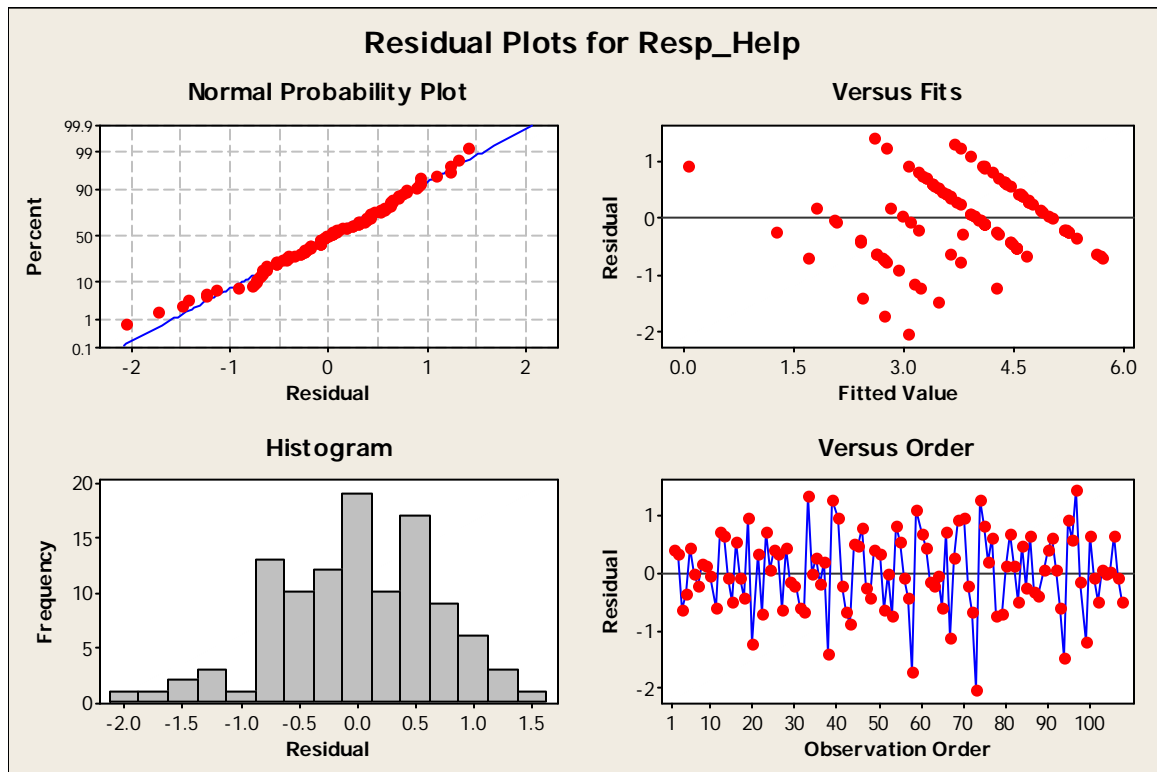 Residual Plots for Resp_Help
Normal Probability Plot
99.9
99
90
50
10
1
0.1
Percent
-2 -1 0 1 2
Residual
Versus Fits
1
0
-1
-2
Residual
0.0 1.5 3.0 4.5 6.0
Fitted Value
Histogram
20
15
10
5
0
Frequency
-2.0 -1.5 -1.0 -0.5 0.0 0.5 1.0 1.5
Residual
Versus Order
1
0
-1
-2
Residual
1 10 20 30 40 50 60 70 80 90 100
Observation Order